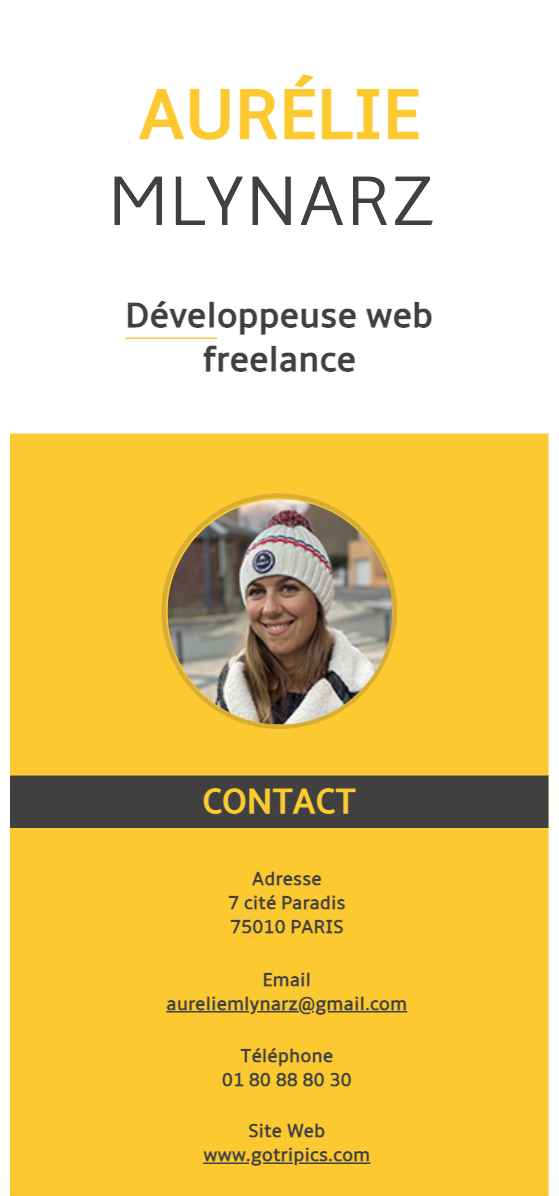 AURÉLIE
MLYNARZ
Développeuse web
freelance
CONTACT
Adresse
7 cité Paradis
75010 PARIS
Email
aureliemlynarz@gmail.com
Téléphone
01 80 88 80 30
Site Web
www.gotripics.com